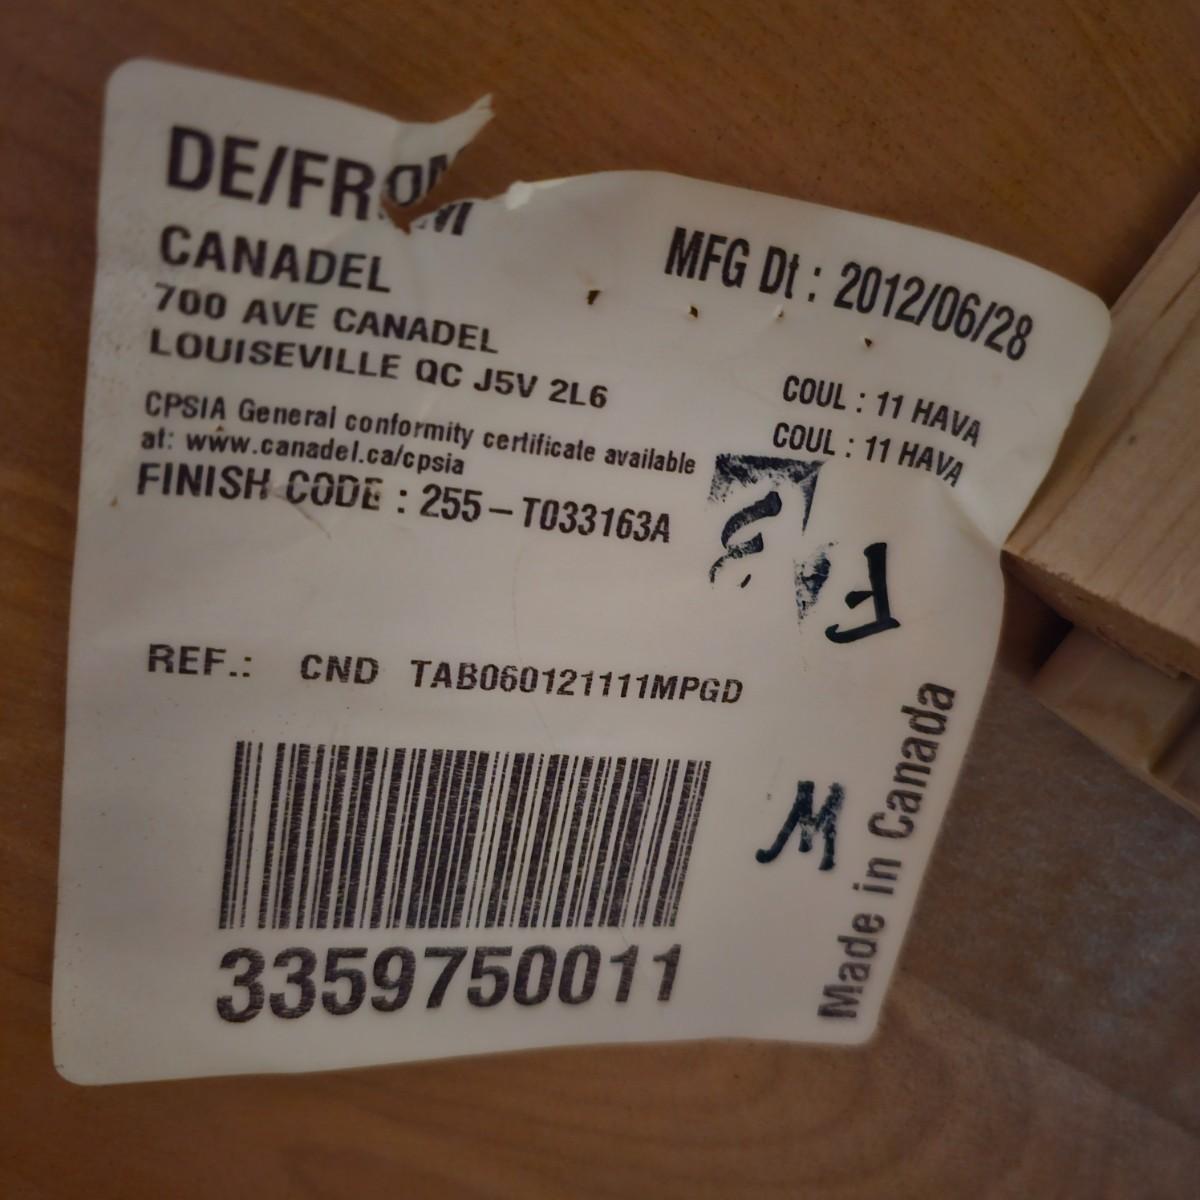 DE/FROM
CANADEL
700 AVE CANADEL
LOUISEVILLE QC J5V 2L6
CPSIA General conformity certificate available
at: www.canadel.ca/cpsia
FINISH CODE : 255-T033163A
MFG Dt : 2012/06/28
COUL : 11 HAVA
COUL : 11 HAVA
F
REF.: CND TAB060121111MPGD
M
3359750011
Made in Canada